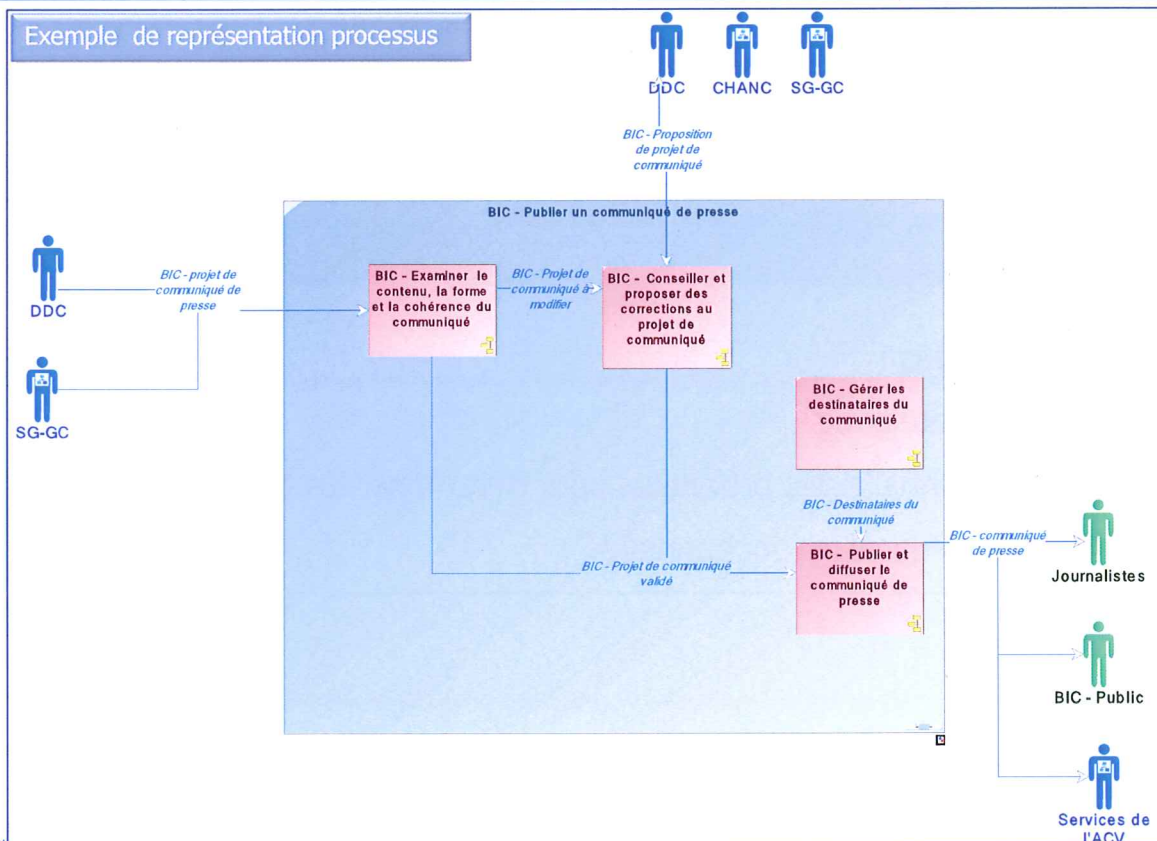 Exemple de représentation processus
DDC
CHANC
SG-GC
BIC - Proposition
de projet de
communiqué
BIC - Publier un communiqué de presse
DDC
BIC - projet de
communiqué de
presse
SG-GC
BIC - Examiner le
contenu, la forme
et la cohérence du
communiqué
BIC - Projet de
communiqué à
modifier
BIC - Conseiller et
proposer des
corrections au
projet de
communiqué
BIC - Gérer les
destinataires du
communiqué
BIC - Destinataires du
communiqué
BIC - Projet de communiqué
validé
BIC - Publier et
diffuser le
communiqué de
presse
BIC - communiqué
de presse
Journalistes
BIC - Public
Services de
l'ACV